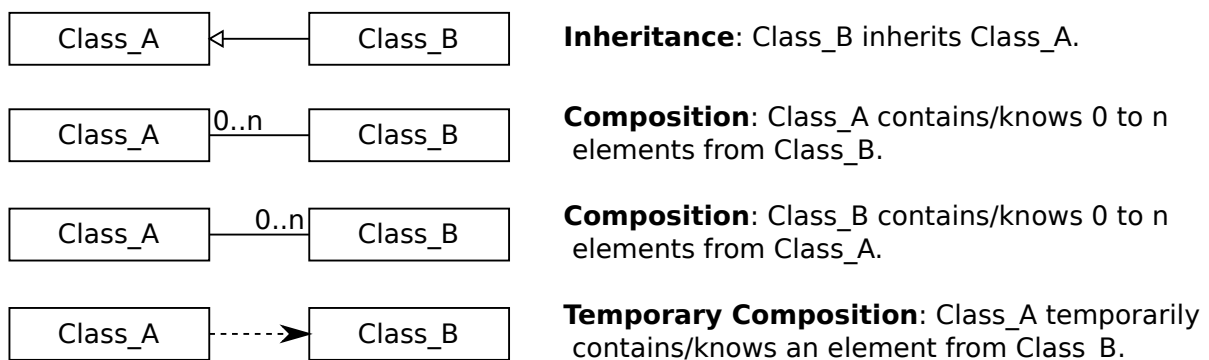 Class_A Class_B Inheritance: Class_B inherits Class_A.
Class_A 0..n Class_B Composition: Class_A contains/knows 0 to n
elements from Class_B.
Class_A 0..n Class_B Composition: Class_B contains/knows 0 to n
elements from Class_A.
Class_A Class_B Temporary Composition: Class_A temporarily
contains/knows an element from Class_B.